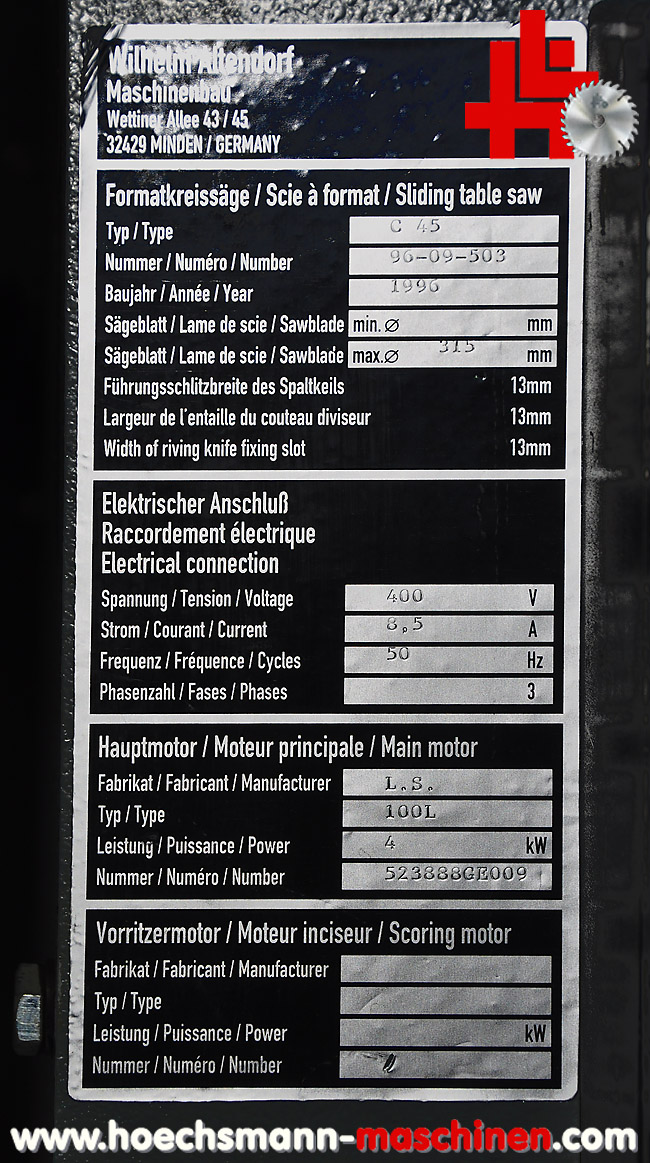 Wilhelm Altendorf
Maschinenbau
Wettiner Allee 43 / 45
32429 MINDEN / GERMANY
Formatkreissäge / Scie à format / Sliding table saw
Typ / Type C 45
Nummer / Numéro / Number 96-09-503
Baujahr / Année / Year 1996
Sägeblatt / Lame de scie / Sawblade min. ∅ mm
Sägeblatt / Lame de scie / Sawblade max.∅ 315 mm
Führungsschlitzbreite des Spaltkeils 13mm
Largeur de l'entaille du couteau diviseur 13mm
Width of riving knife fixing slot 13mm
Elektrischer Anschluß
Raccordement électrique
Electrical connection
Spannung / Tension / Voltage 400 V
Strom / Courant / Current 8,5 A
Frequenz / Fréquence / Cycles 50 Hz
Phasenzahl / Fases / Phases 3
Hauptmotor / Moteur principale / Main motor
Fabrikat / Fabricant / Manufacturer L.S.
Typ / Type 100L
Leistung / Puissance / Power 4 kW
Nummer / Numéro / Number 523888GE009
Vorritzermotor / Moteur inciseur / Scoring motor
Fabrikat / Fabricant / Manufacturer
Typ / Type
Leistung / Puissance / Power kW
Nummer / Numéro / Number
www.hoechsmann-maschinen.com